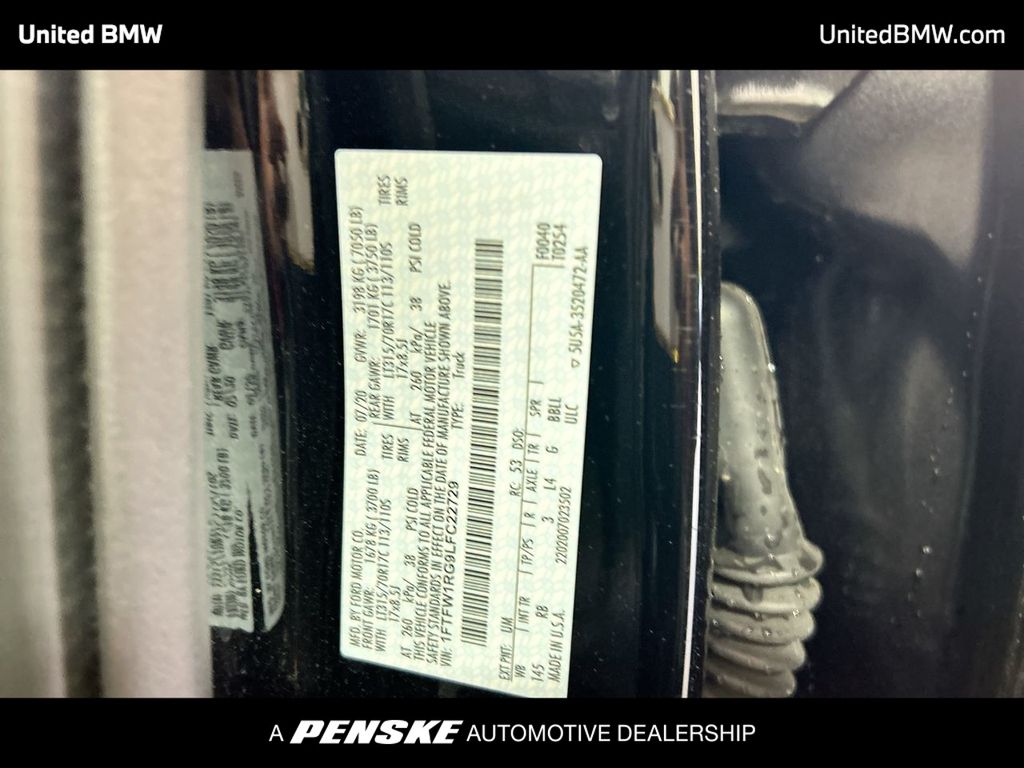 United BMW
UnitedBMW.com
MFD. BY FORD MOTOR CO.
DATE: 07/20 GVWR: 3198 KG ( 7050 LB)
FRONT GAWR: 1678 KG ( 3700 LB) REAR GAWR: 1701 KG ( 3750 LB)
WITH LT315/70R17C 113/110S TIRES WITH LT315/70R17C 113/110S TIRES
17x8.5J RIMS 17x8.5J RIMS
AT 260 kPa/ 38 PSI COLD AT 260 kPa/ 38 PSI COLD
THIS VEHICLE CONFORMS TO ALL APPLICABLE FEDERAL MOTOR VEHICLE
SAFETY STANDARDS IN EFFECT ON THE DATE OF MANUFACTURE SHOWN ABOVE.
VIN: 1FTFW1RG9LFC22729 TYPE: Truck
EXT PNT: UM RC: 53 DSO:
WB INT TR TP/PS R AXLE TR SPR F0040
145 RB 3 L4 G BBLL T0254
MADE IN U.S.A. 2200007023502 ULC
▽ 5U5A-3520472-AA
A PENSKE AUTOMOTIVE DEALERSHIP